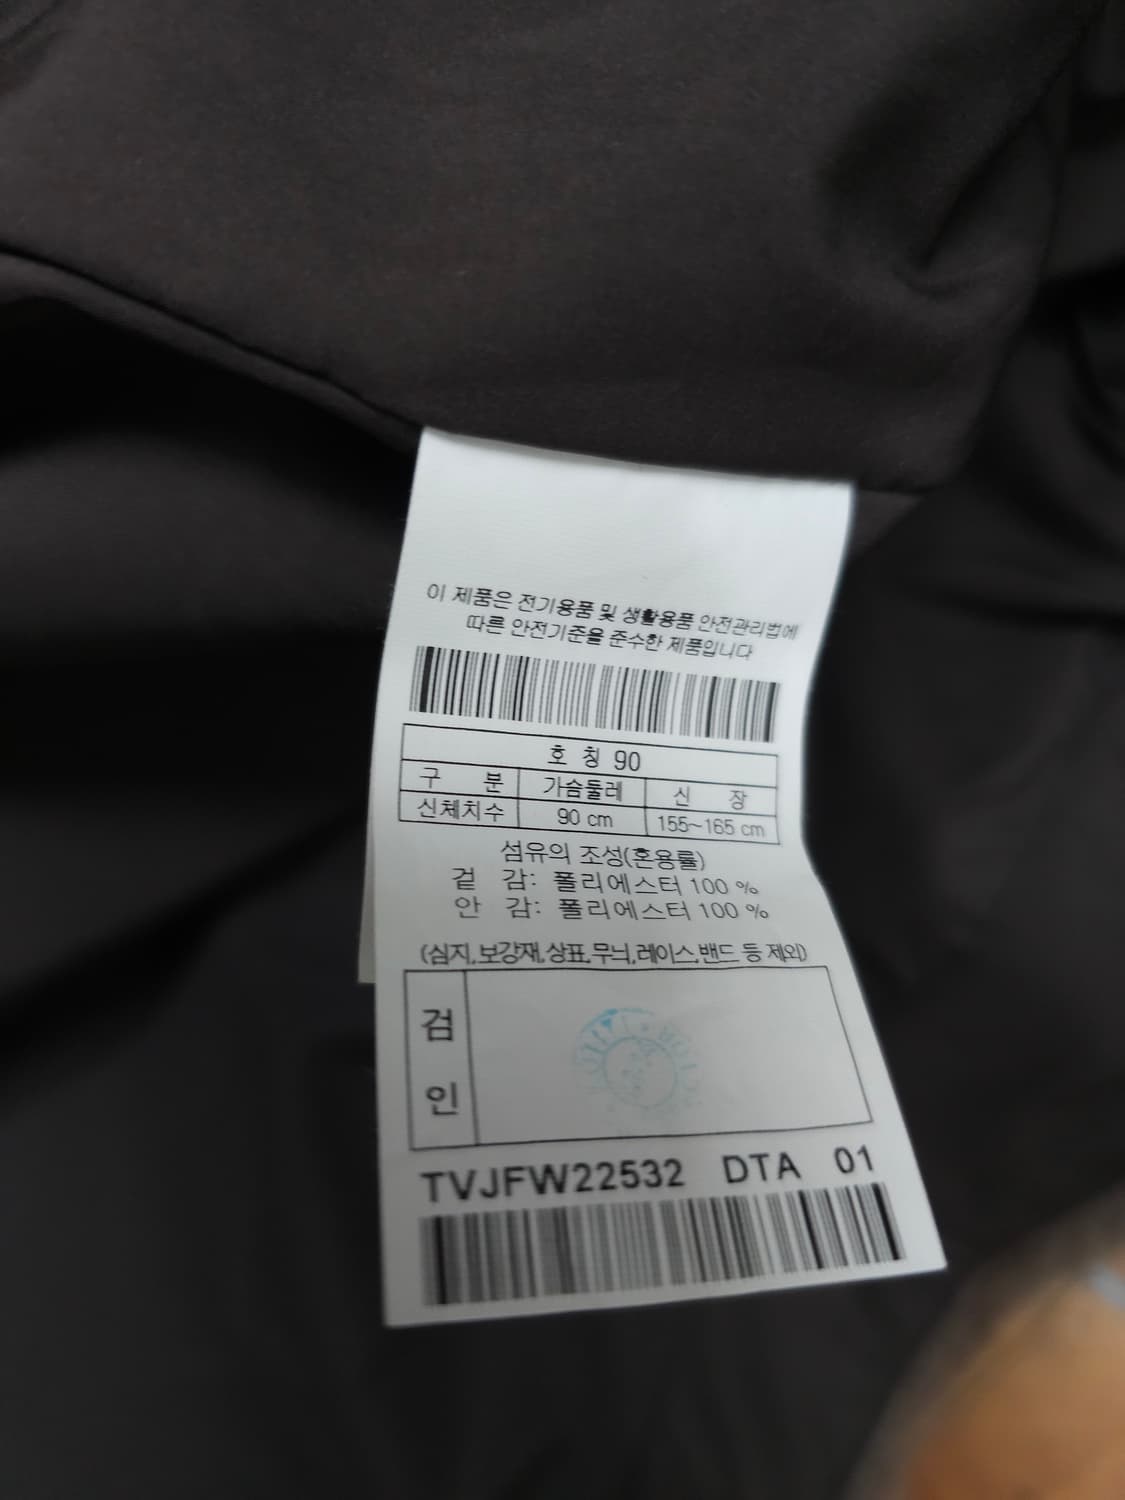 이 제품은 전기용품 및 생활용품 안전관리법에
따른 안전기준을 준수한 제품입니다
호 칭 90
구 분 가슴둘레 신 장
신체치수 90 cm 155~165 cm
섬유의 조성(혼용률)
겉 감: 폴리에스터 100 %
안 감: 폴리에스터 100 %
(심지,보강재,상표,무늬,레이스,밴드 등 제외)
검
인
TVJFW22532 DTA 01